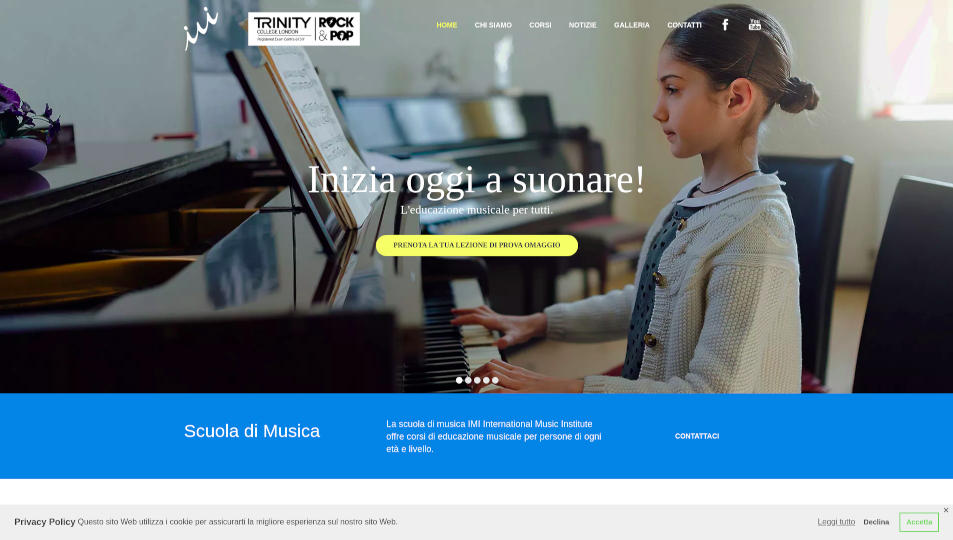 imi
TRINITY
COLLEGE LONDON
Registered Exam Centre 61317
ROCK
& POP
HOME
CHI SIAMO
CORSI
NOTIZIE
GALLERIA
CONTATTI
You
Tube
Inizia oggi a suonare!
L'educazione musicale per tutti.
PRENOTA LA TUA LEZIONE DI PROVA OMAGGIO
Scuola di Musica
La scuola di musica IMI International Music Institute
offre corsi di educazione musicale per persone di ogni
età e livello.
CONTATTACI
Privacy Policy Questo sito Web utilizza i cookie per assicurarti la migliore esperienza sul nostro sito Web.
Leggi tutto
Declina
Accetta
×